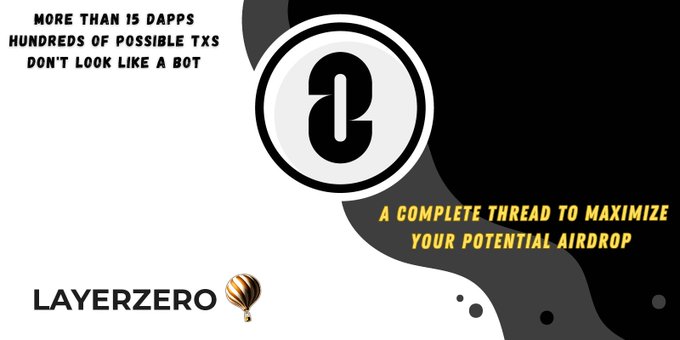 MORE THAN 15 DAPPS
HUNDREDS OF POSSIBLE TXS
DON'T LOOK LIKE A BOT
A COMPLETE THREAD TO MAXIMIZE
YOUR POTENTIAL AIRDROP
LAYERZERO